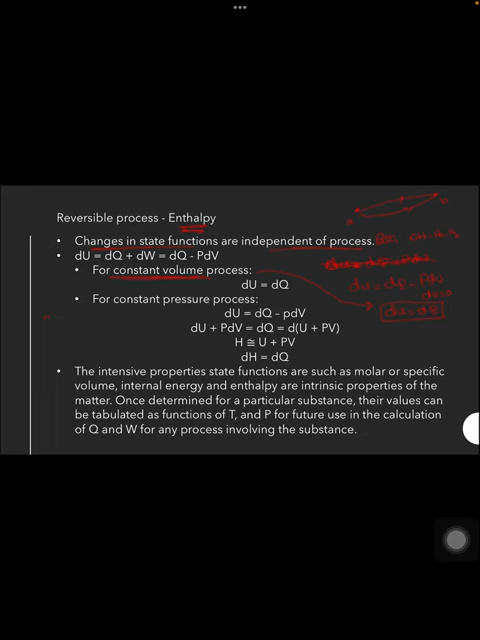 Reversible process - Enthalpy
• Changes in state functions are independent of process.
• dU = dQ + dW = dQ - PdV
• For constant volume process:
dU = dQ
• For constant pressure process:
dU = dQ – pdV
dU + PdV = dQ = d(U + PV)
H ≅ U + PV
dH = dQ
• The intensive properties state functions are such as molar or specific
volume, internal energy and enthalpy are intrinsic properties of the
matter. Once determined for a particular substance, their values can
be tabulated as functions of T, and P for future use in the calculation
of Q and W for any process involving the substance.
a
b
dU = dQ - PdV
dU = dQ